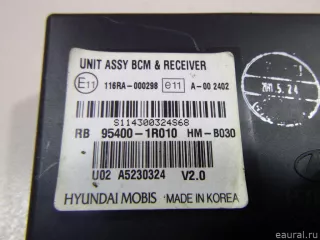 UNIT ASSY BCM & RECEIVER
E11 116RA-000298 e11 A-00 2402
S114300324S68
RB 95400-1R010 HM-B030
U02 A5230324 V2.0
HYUNDAI MOBIS MADE IN KOREA
eaural.ru